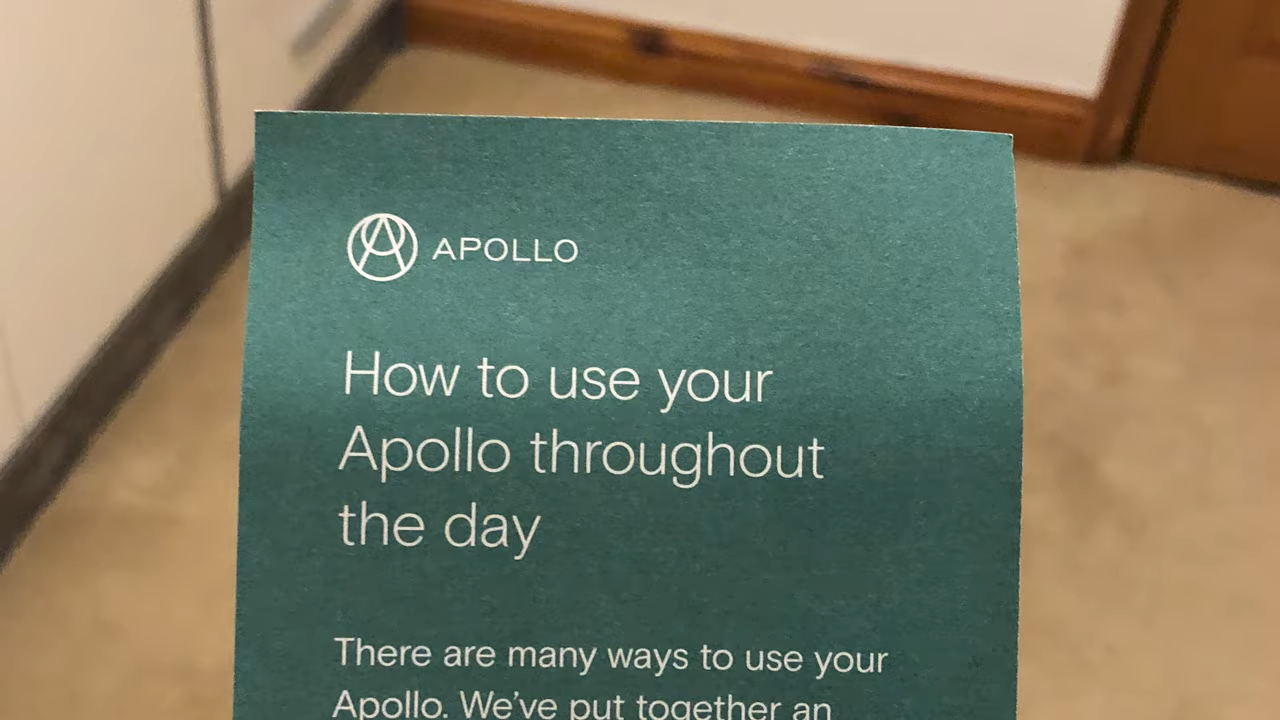 APOLLO
How to use your
Apollo throughout
the day
There are many ways to use your
Apollo. We've put together an